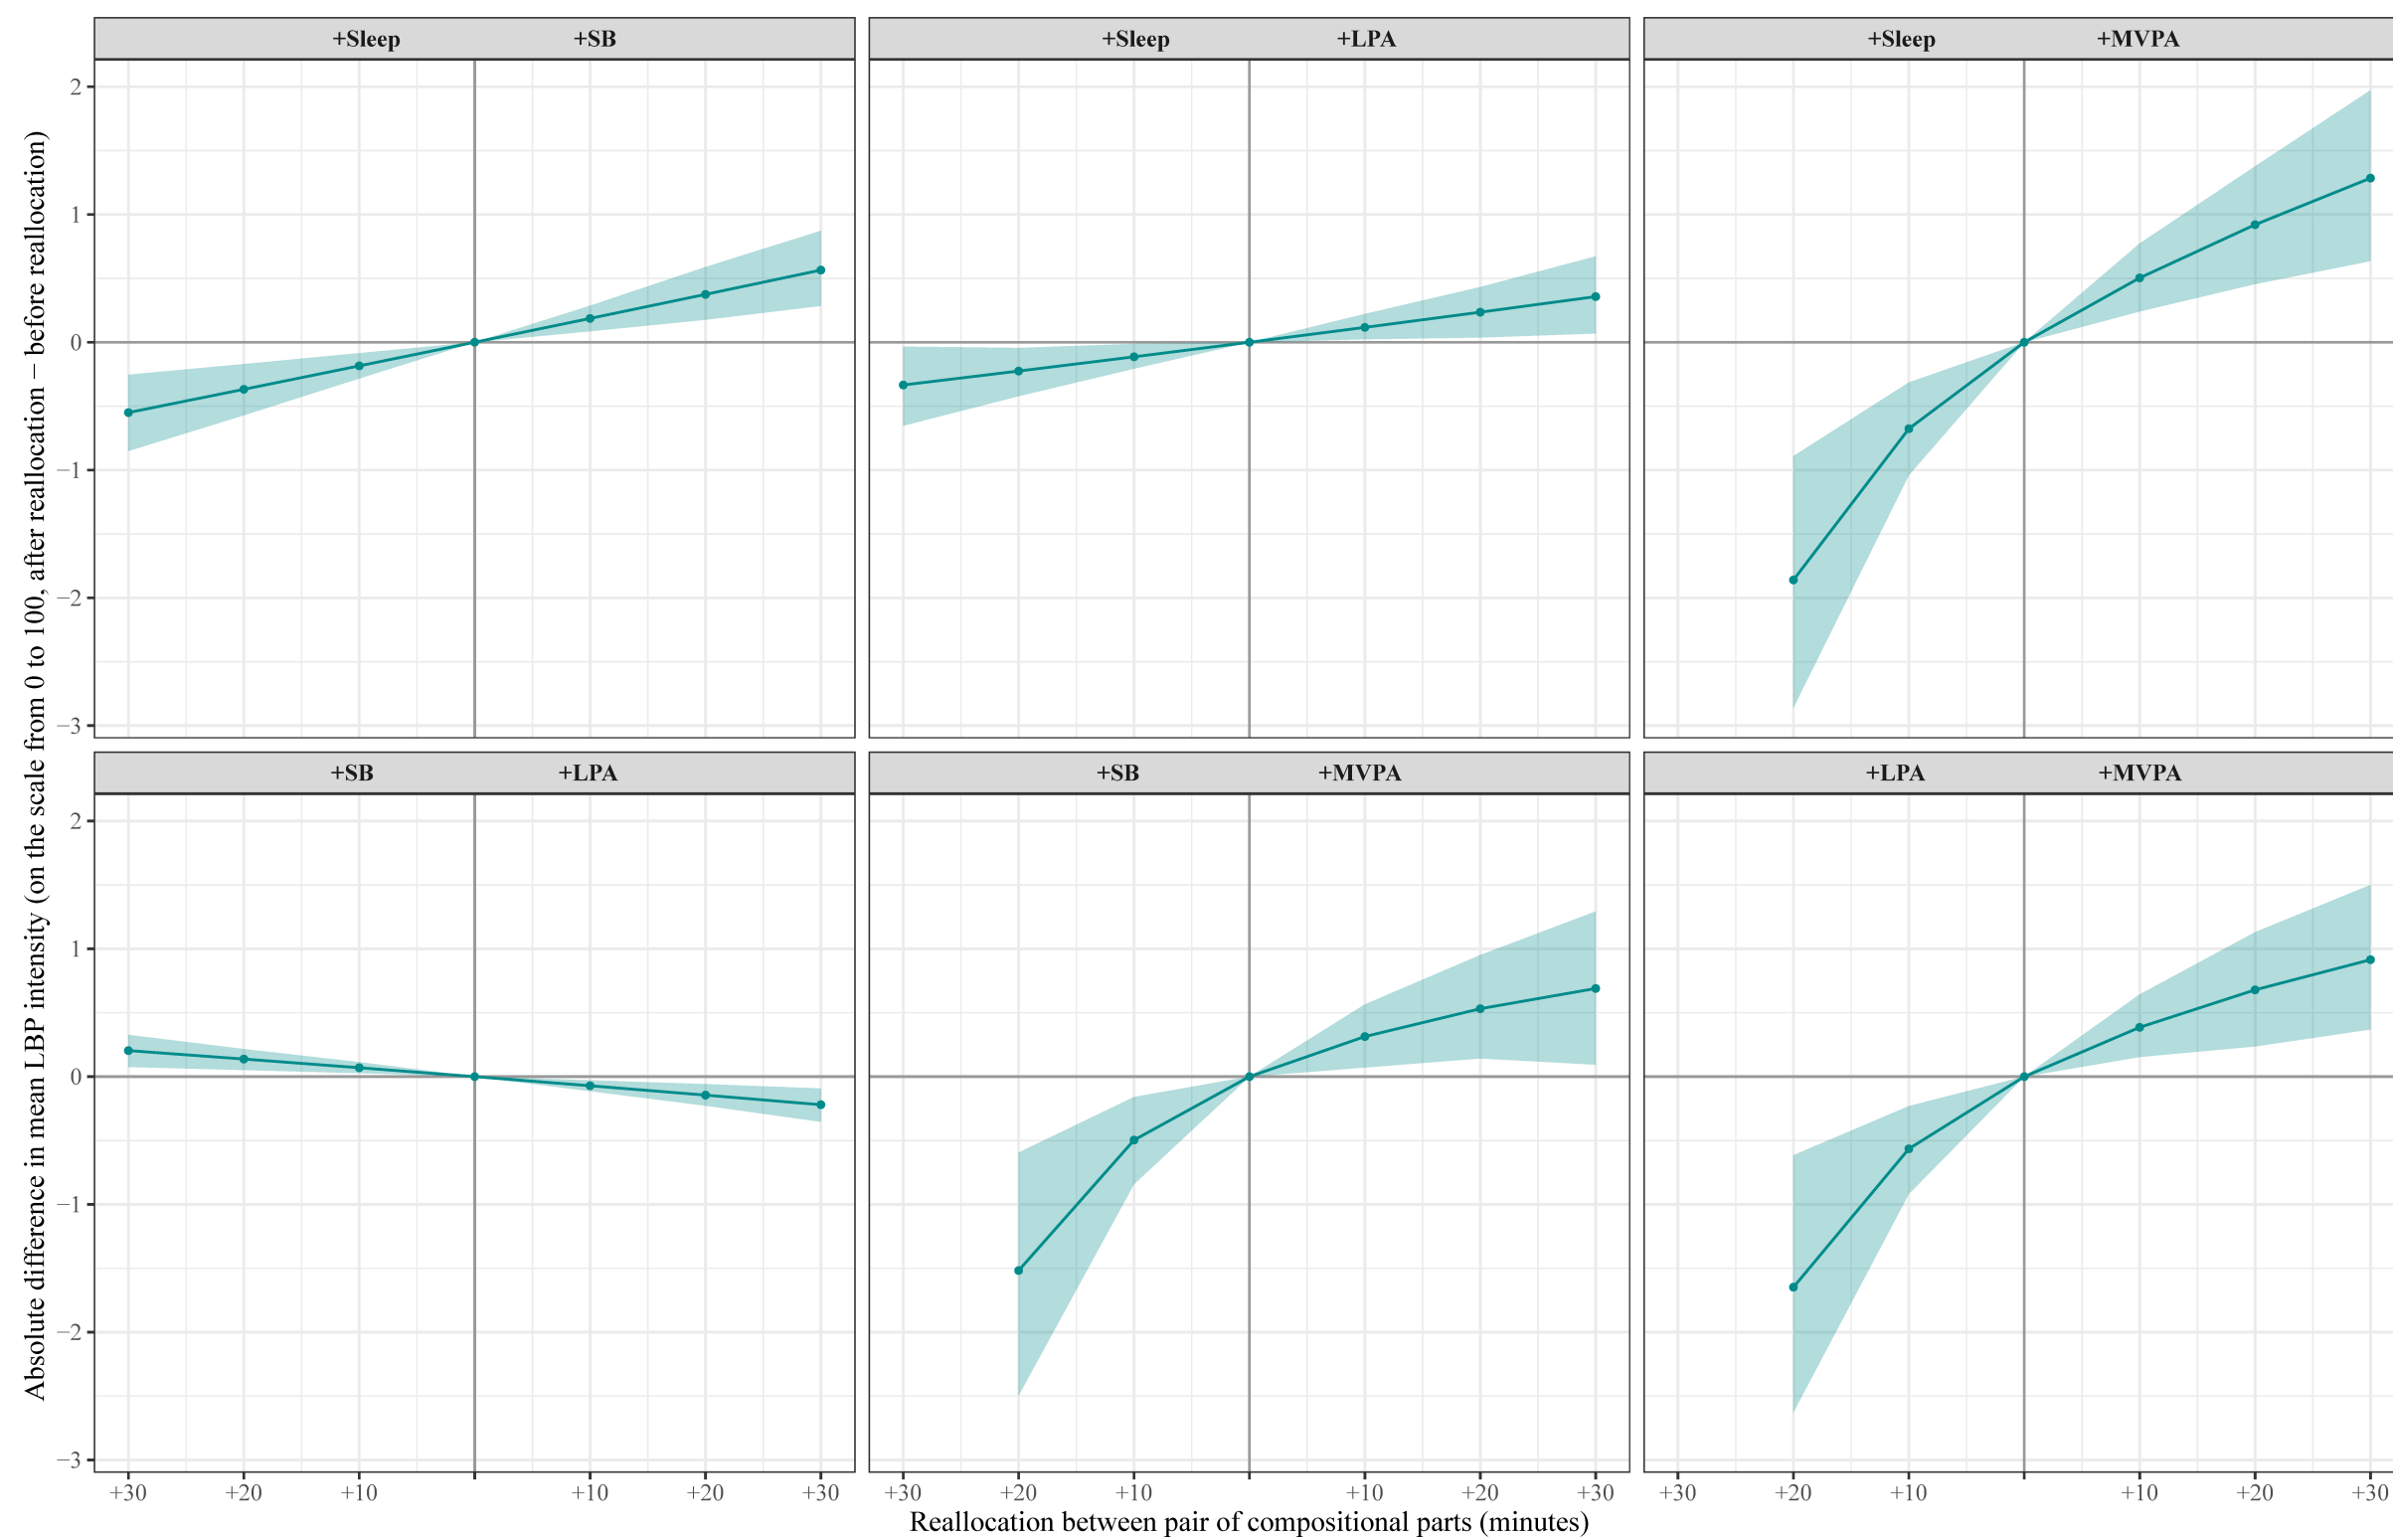 +Sleep +SB
+Sleep +LPA
+Sleep +MVPA
2
1
0
−1
−2
−3
+SB +LPA
+SB +MVPA
+LPA +MVPA
2
1
0
−1
−2
−3
+30 +20 +10 +10 +20 +30
+30 +20 +10 +10 +20 +30
+30 +20 +10 +10 +20 +30
Reallocation between pair of compositional parts (minutes)
Absolute difference in mean LBP intensity (on the scale from 0 to 100, after reallocation − before reallocation)